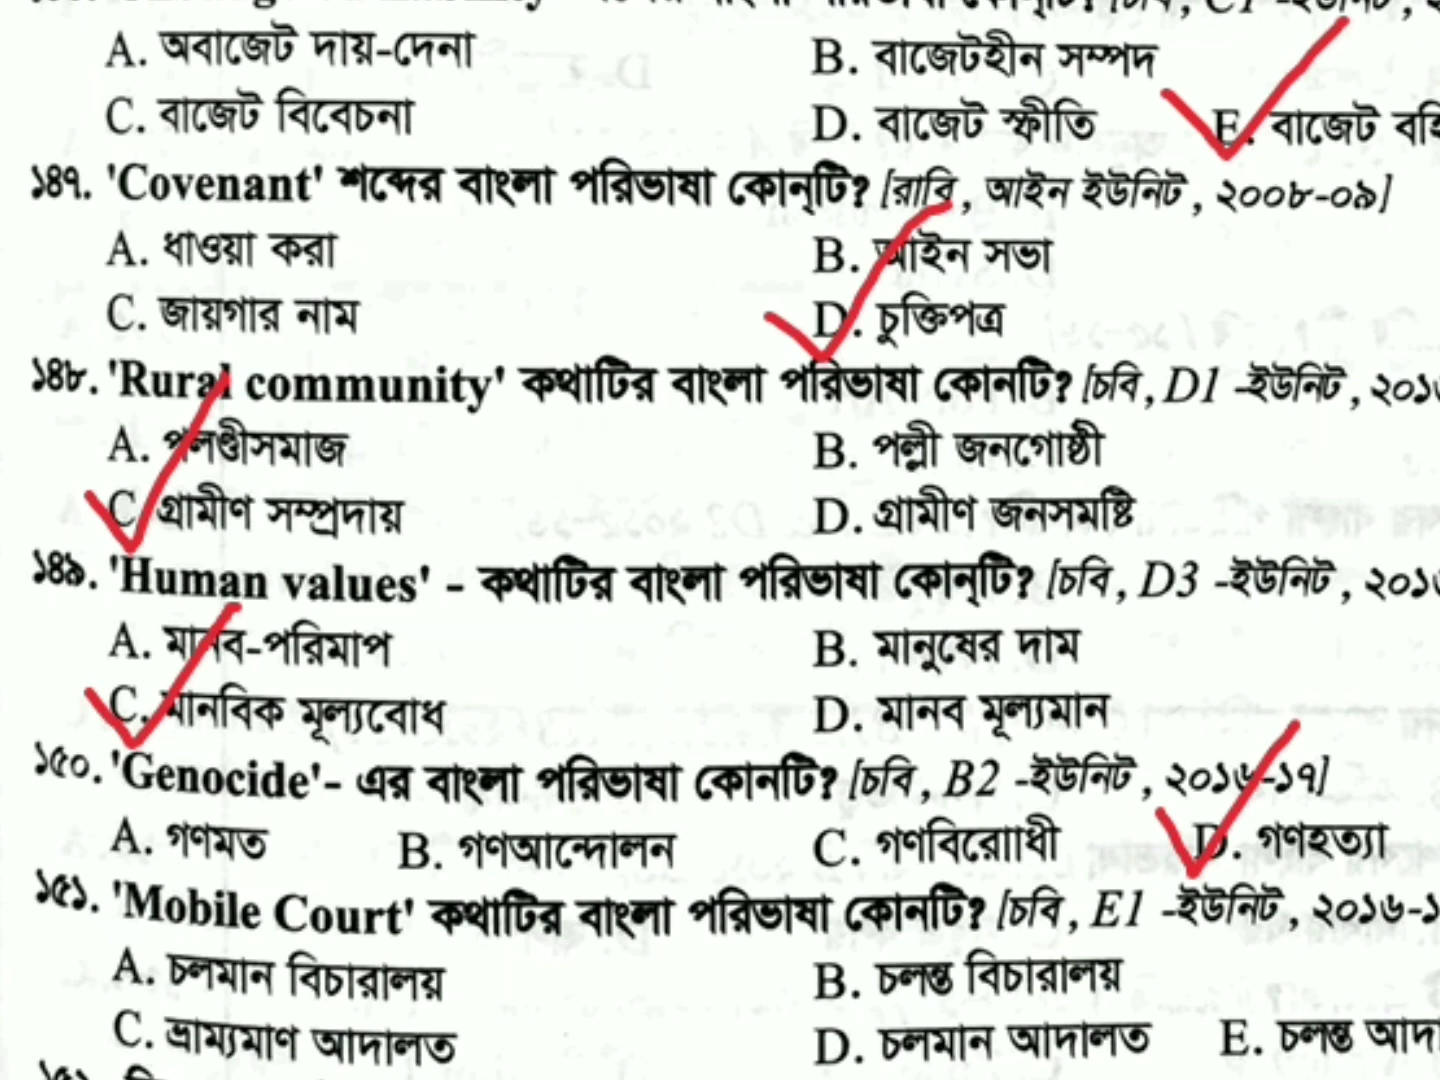 A. অবাজেট দায়-দেনা B. বাজেটহীন সম্পদ
C. বাজেট বিবেচনা D. বাজেট স্ফীতি E. বাজেট
১৪৭. 'Covenant' শব্দের বাংলা পরিভাষা কোন্‌টি? [রাবি, আইন ইউনিট, ২০০৮-০৯]
A. ধাওয়া করা B. আইন সভা
C. জায়গার নাম D. চুক্তিপত্র
১৪৮. 'Rural community' কথাটির বাংলা পরিভাষা কোনটি? [চবি, D1 -ইউনিট,
A. পলণ্ডীসমাজ B. পল্লী জনগোষ্ঠী
C. গ্রামীণ সম্প্রদায় D. গ্রামীণ জনসমষ্টি
১৪৯. 'Human values' - কথাটির বাংলা পরিভাষা কোন্‌টি? [চবি, D3 -ইউনিট,
A. মানব-পরিমাপ B. মানুষের দাম
C. মানবিক মূল্যবোধ D. মানব মূল্যমান
১৫০. 'Genocide'- এর বাংলা পরিভাষা কোনটি? [চবি, B2 -ইউনিট, ২০১৬-১৭]
A. গণমত B. গণআন্দোলন C. গণবিরোাধী D. গণহত্যা
১৫১. 'Mobile Court' কথাটির বাংলা পরিভাষা কোনটি? [চবি, E1 -ইউনিট, ২০১৬-১
A. চলমান বিচারালয় B. চলন্ত বিচারালয়
C. ভ্রাম্যমাণ আদালত D. চলমান আদালত E. চলন্ত